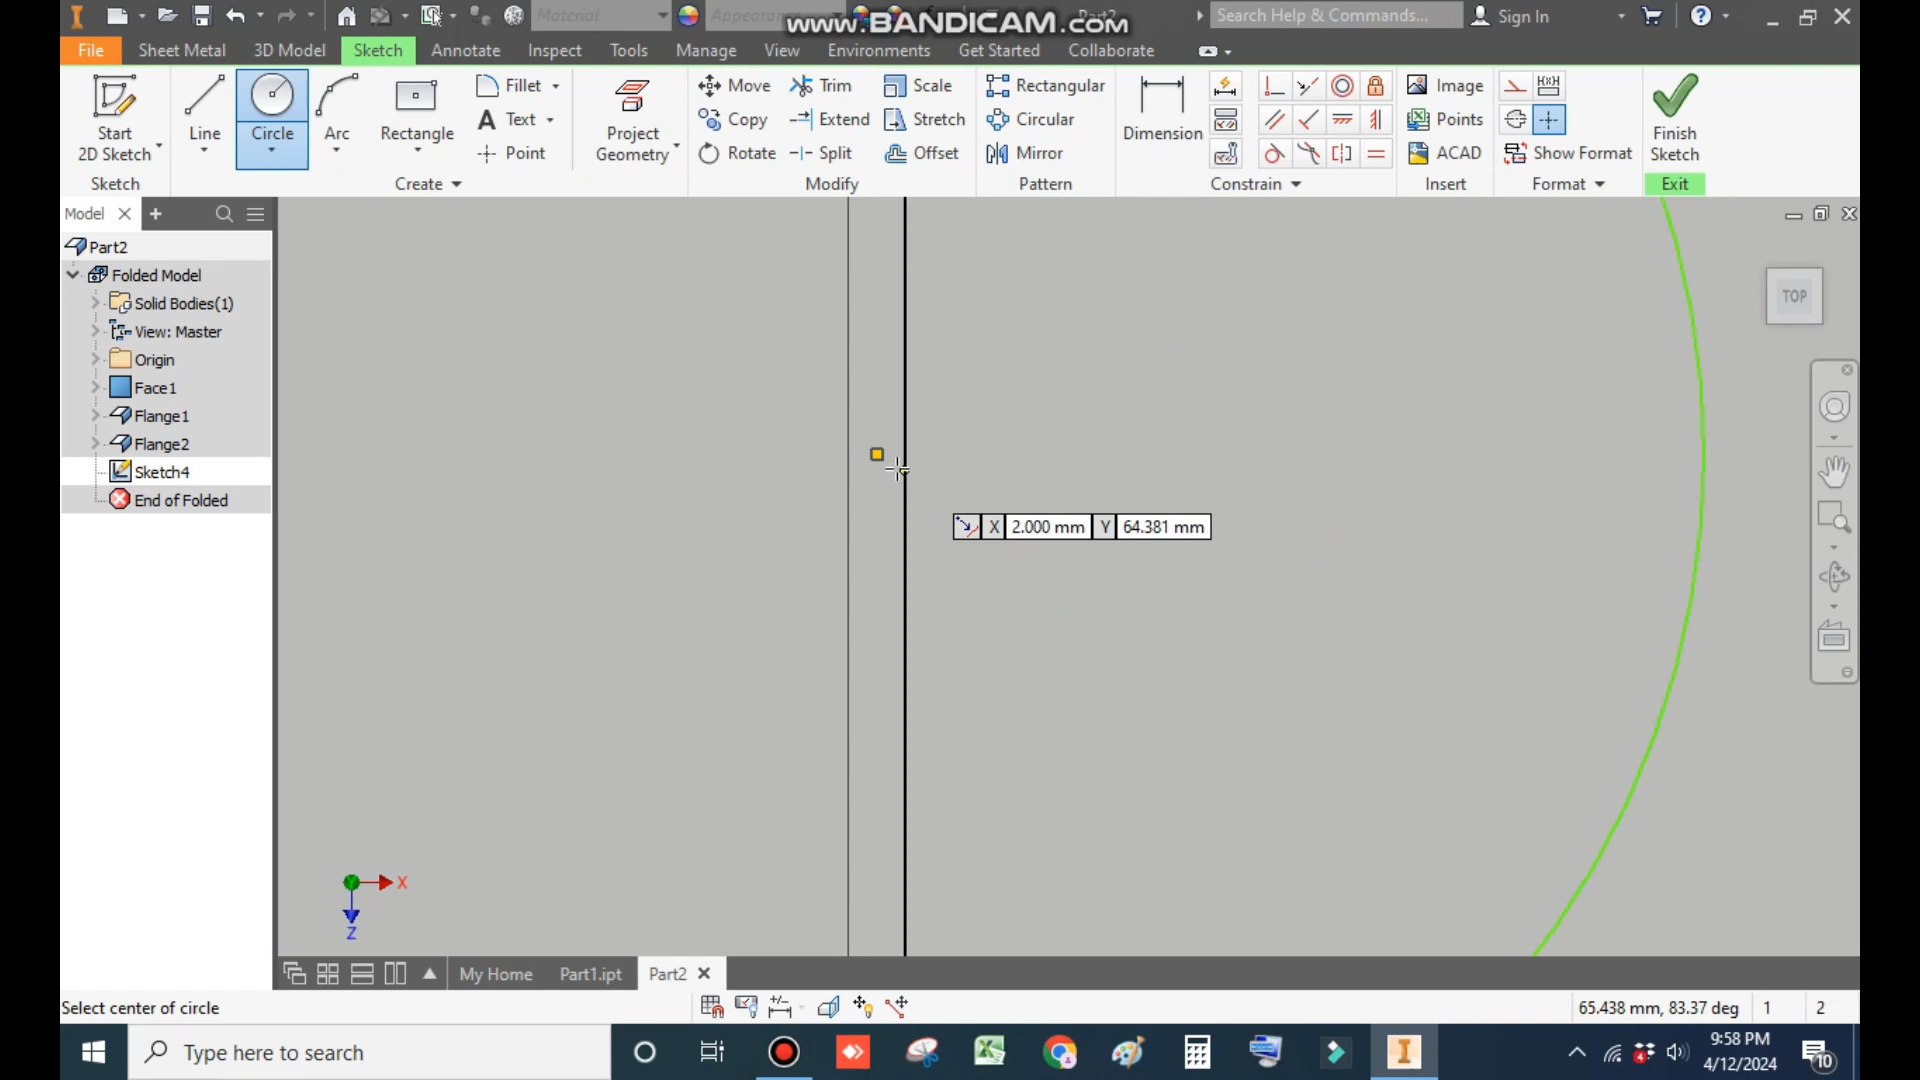 Material
Appearance
www.BANDICAM.com
Part2
Search Help & Commands...
Sign In
File
Sheet Metal
3D Model
Sketch
Annotate
Inspect
Tools
Manage
View
Environments
Get Started
Collaborate
Start
2D Sketch
Line
Circle
Arc
Rectangle
Fillet
Text
Point
Project
Geometry
Move
Copy
Rotate
Trim
Extend
Split
Scale
Stretch
Offset
Rectangular
Circular
Mirror
Dimension
Image
Points
ACAD
Show Format
Finish
Sketch
Sketch
Create
Modify
Pattern
Constrain
Insert
Format
Exit
Model
Part2
Folded Model
Solid Bodies(1)
View: Master
Origin
Face1
Flange1
Flange2
Sketch4
End of Folded
TOP
X 2.000 mm Y 64.381 mm
X
Z
My Home
Part1.ipt
Part2
Select center of circle
65.438 mm, 83.37 deg
1
2
Type here to search
9:58 PM
4/12/2024
10